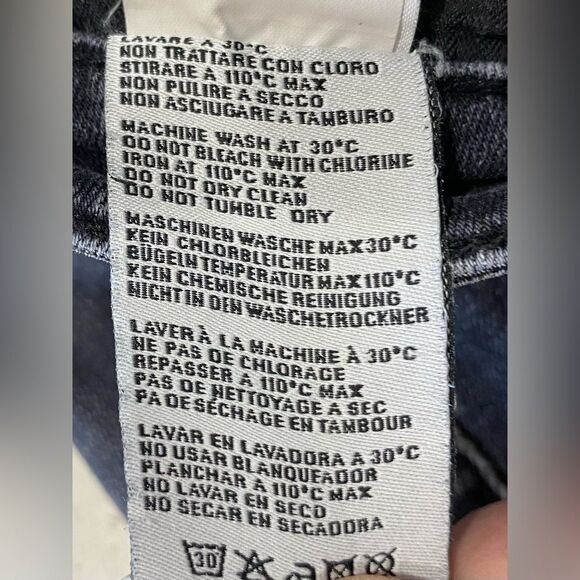 LAVARE A 30°C
NON TRATTARE CON CLORO
STIRARE A 110°C MAX
NON PULIRE A SECCO
NON ASCIUGARE A TAMBURO
MACHINE WASH AT 30°C
DO NOT BLEACH WITH CHLORINE
IRON AT 110°C MAX
DO NOT DRY CLEAN
DO NOT TUMBLE DRY
MASCHINEN WASCHE MAX 30°C
KEIN CHLORBLEICHEN
BÜGELN TEMPERATUR MAX 110°C
KEIN CHEMISCHE REINIGUNG
NICHT IN DEN WASCHETROCKNER
LAVER À LA MACHINE À 30°C
NE PAS DE CHLORAGE
REPASSER À 110°C MAX
PAS DE NETTOYAGE A SEC
PA DE SÈCHAGE EN TAMBOUR
LAVAR EN LAVADORA A 30°C
NO USAR BLANQUEADOR
PLANCHAR A 110°C MAX
NO LAVAR EN SECO
NO SECAR EN SECADORA
30